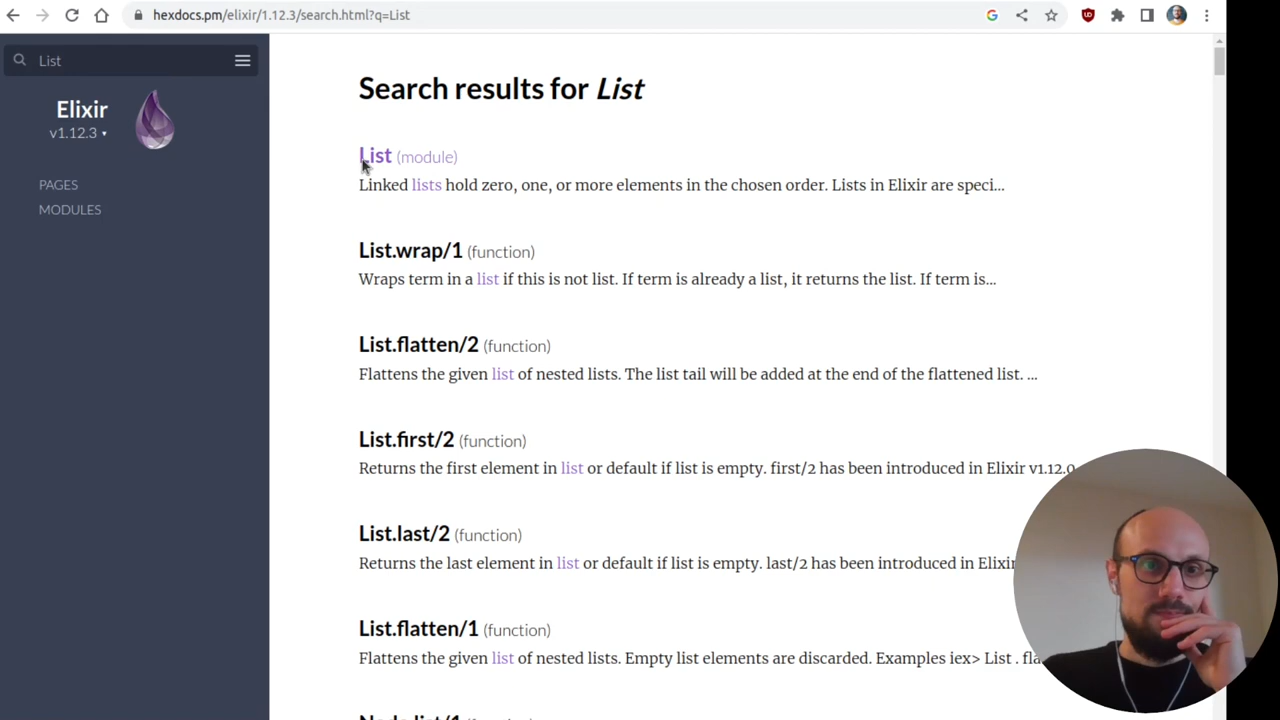 hexdocs.pm/elixir/1.12.3/search.html?q=List
List
Elixir
v1.12.3
PAGES
MODULES
Search results for List
List (module)
Linked lists hold zero, one, or more elements in the chosen order. Lists in Elixir are speci...
List.wrap/1 (function)
Wraps term in a list if this is not list. If term is already a list, it returns the list. If term is...
List.flatten/2 (function)
Flattens the given list of nested lists. The list tail will be added at the end of the flattened list. ...
List.first/2 (function)
Returns the first element in list or default if list is empty. first/2 has been introduced in Elixir v1.12.0
List.last/2 (function)
Returns the last element in list or default if list is empty. last/2 has been introduced in Elixir
List.flatten/1 (function)
Flattens the given list of nested lists. Empty list elements are discarded. Examples iex> List . fla